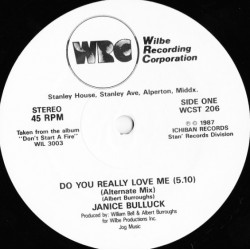 WRC
Wilbe
Recording
Corporation
Stanley House, Stanley Ave, Alperton, Middx.
STEREO
45 RPM
SIDE ONE
WCST 206
Taken from the album
"Don't Start A Fire"
WIL 3003
℗ © 1987
ICHIBAN RECORDS
Stan' Records Division
DO YOU REALLY LOVE ME (5.10)
(Alternate Mix)
(Albert Burroughs)
JANICE BULLUCK
Produced by: William Bell & Albert Burroughs
for Wilbe Productions Inc.
Jog Music